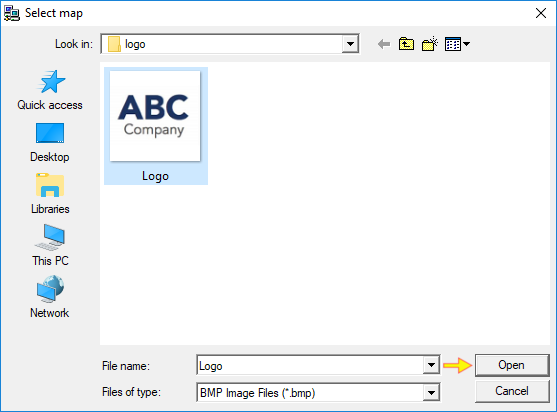 Select map
Look in:
logo
Quick access
Desktop
Libraries
This PC
Network
ABC
Company
Logo
File name:
Logo
Open
Files of type:
BMP Image Files (*.bmp)
Cancel